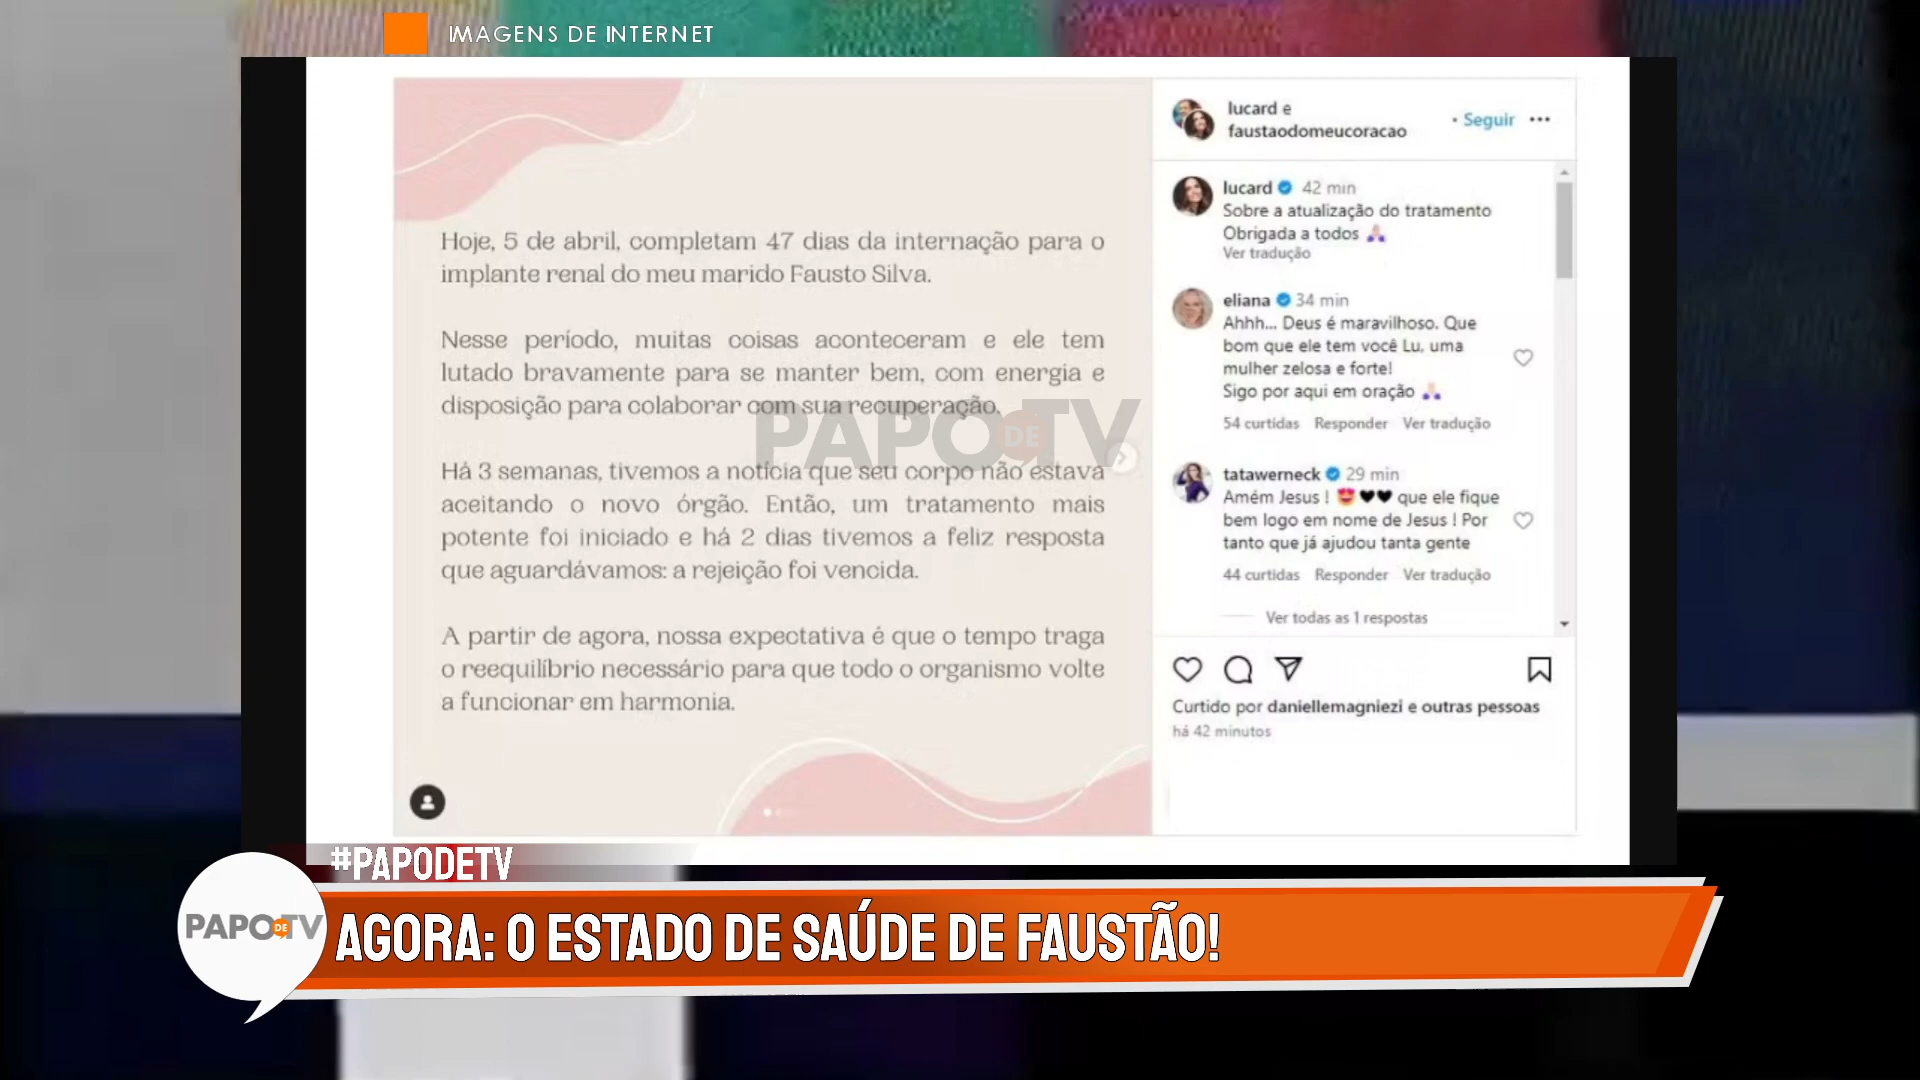 IMAGENS DE INTERNET
Hoje, 5 de abril, completam 47 dias da internação para o
implante renal do meu marido Fausto Silva.
Nesse período, muitas coisas aconteceram e ele tem
lutado bravamente para se manter bem, com energia e
disposição para colaborar com sua recuperação.
Há 3 semanas, tivemos a notícia que seu corpo não estava
aceitando o novo órgão. Então, um tratamento mais
potente foi iniciado e há 2 dias tivemos a feliz resposta
que aguardávamos: a rejeição foi vencida.
A partir de agora, nossa expectativa é que o tempo traga
o reequilíbrio necessário para que todo o organismo volte
a funcionar em harmonia.
PAPO DE TV
lucard e
faustaodomeucoracao
• Seguir •••
lucard 42 min
Sobre a atualização do tratamento
Obrigada a todos 🙏🏻
Ver tradução
eliana 34 min
Ahhh... Deus é maravilhoso. Que
bom que ele tem você Lu, uma
mulher zelosa e forte!
Sigo por aqui em oração 🙏🏻
54 curtidas Responder Ver tradução
tatawerneck 29 min
Amém Jesus ! 😍🖤🖤 que ele fique
bem logo em nome de Jesus ! Por
tanto que já ajudou tanta gente
44 curtidas Responder Ver tradução
Ver todas as 1 respostas
Curtido por daniellemagniezi e outras pessoas
há 42 minutos
#PAPODETV
PAPO DE TV
AGORA: O ESTADO DE SAÚDE DE FAUSTÃO!